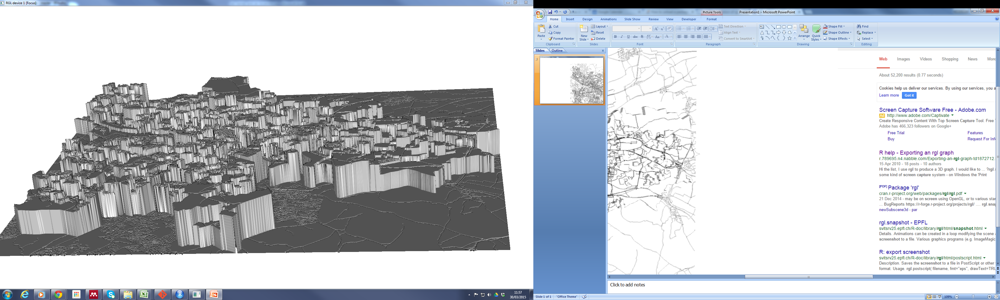 RGL device 1 [Focus]
11:57
30/03/2015
Picture Tools
Presentation1 - Microsoft PowerPoint
Home Insert Design Animations Slide Show Review View Developer Format
Paste
Cut
Copy
Format Painter
Clipboard
New
Slide
Layout
Reset
Delete
Slides
Font
Text Direction
Align Text
Convert to SmartArt
Paragraph
Arrange
Quick
Styles
Shape Fill
Shape Outline
Shape Effects
Drawing
Find
Replace
Select
Editing
Slides Outline
Web Images Videos Shopping News More
About 52,200 results (0.77 seconds)
Cookies help us deliver our services. By using our services, you a
Learn more Got it
Screen Capture Software Free - Adobe.com
Ad http://www.adobe.com/Captivate
Create Responsive Content With Top Screen Capture Tool. Free
Adobe has 466,323 followers on Google+
Free Trial Features
Buy Request For Inf
R help - Exporting an rgl graph
r.789695.n4.nabble.com/Exporting-an-rgl-graph-td1872712.
15 Apr 2010 - 18 posts - 10 authors
Hi the list, I use rgl to produce a 3D graph. I would like to ... ?rgl.
some kind of screen capture system - on Windows the 'Print
[PDF] Package 'rgl'
cran.r-project.org/web/packages/rgl/rgl.pdf
21 Dec 2014 - may be on screen using OpenGL, or to various star
... BugReports https://r-forge.r-project.org/projects/rgl/ .... rgl.sna
newSubscene3d - par
rgl.snapshot - EPFL
svitsrv25.epfl.ch/R-doc/library/rgl/html/snapshot.html
Details. Animations can be created in a loop modifying the scene
screenshot to a file. Various graphics programs (e.g. ImageMagic
R: export screenshot
svitsrv25.epfl.ch/R-doc/library/rgl/html/postscript.html
Description. Saves the screenshot to a file in PostScript or other
format. Usage. rgl.postscript( filename, fmt="eps", drawText=TRU
Click to add notes
Slide 1 of 1 "Office Theme" 109%